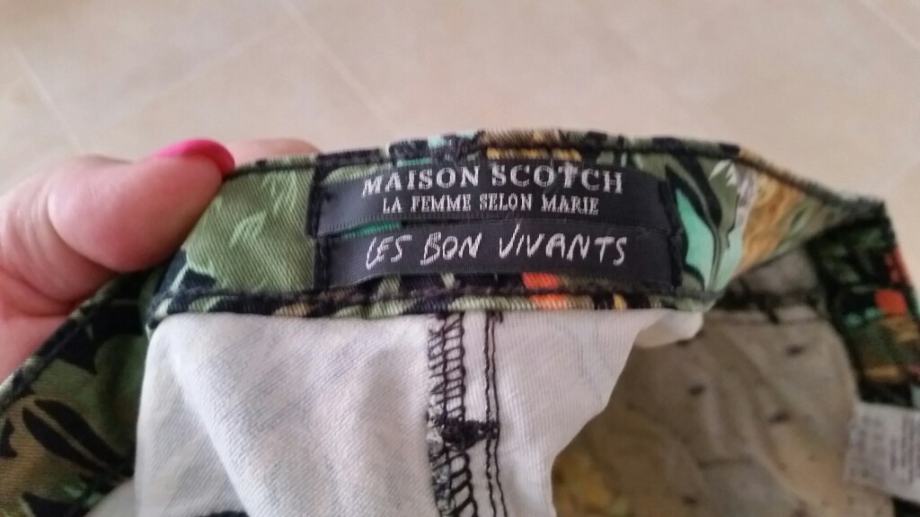 MAISON SCOTCH
LA FEMME SELON MARIE
LES BON VIVANTS